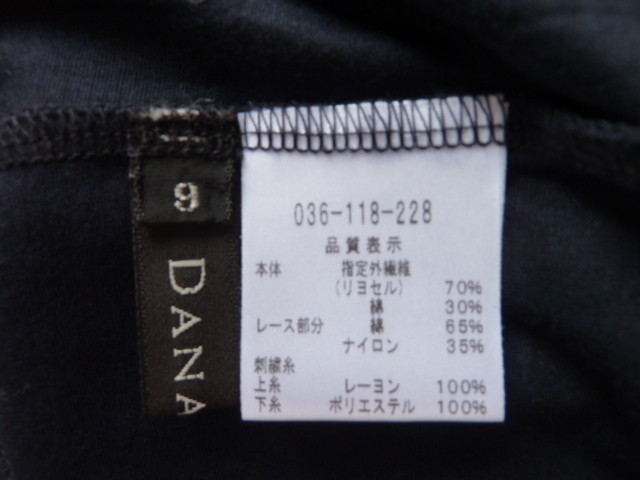 9
DANA
036-118-228
品質表示
本体 指定外繊維
(リヨセル) 70%
綿 30%
レース部分 綿 65%
ナイロン 35%
刺繍糸
上糸 レーヨン 100%
下糸 ポリエステル 100%